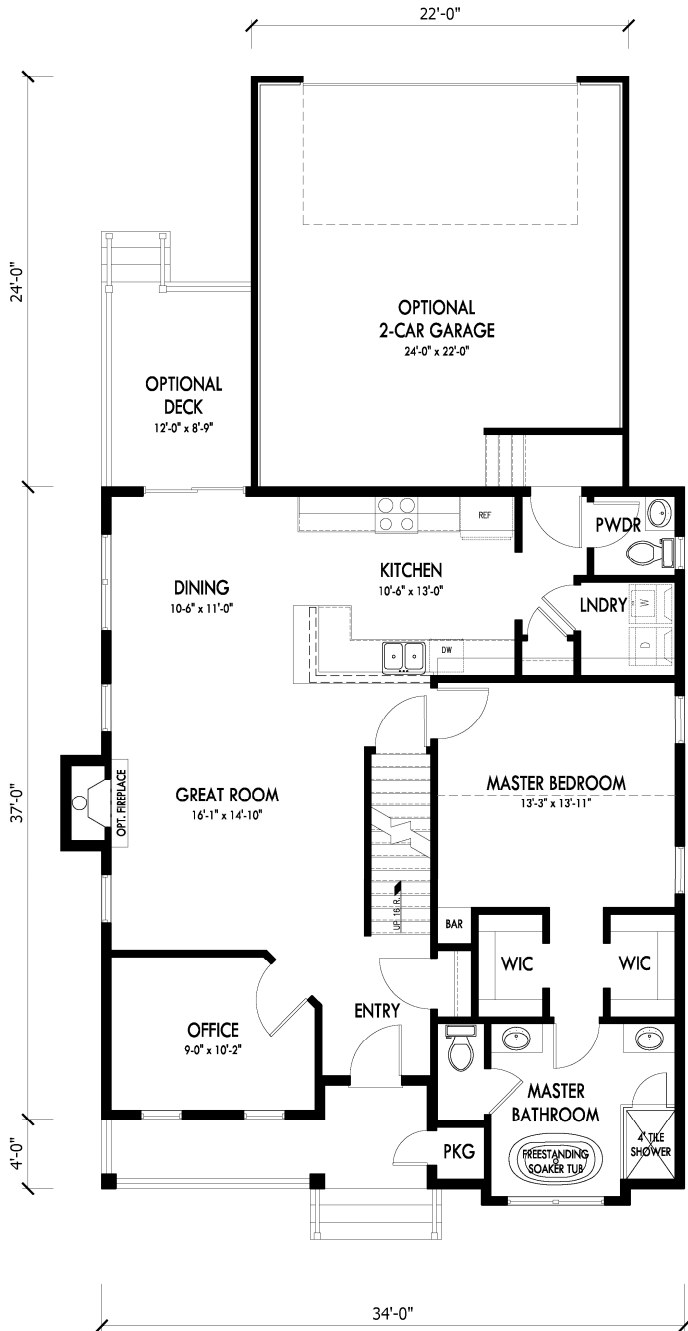 22'-0"
24'-0"
OPTIONAL
2-CAR GARAGE
24'-0" x 22'-0"
OPTIONAL
DECK
12'-0" x 8'-9"
REF
PWDR
KITCHEN
10'-6" x 13'-0"
DINING
10-6" x 11'-0"
LNDRY
W
D
DW
37'-0"
OPT. FIREPLACE
GREAT ROOM
16'-1" x 14'-10"
MASTER BEDROOM
13'-3" x 13'-11"
UP 16 R.
BAR
WIC
WIC
ENTRY
OFFICE
9-0" x 10'-2"
MASTER
BATHROOM
4'-0"
PKG
4' TILE
SHOWER
FREESTANDING
SOAKER TUB
34'-0"